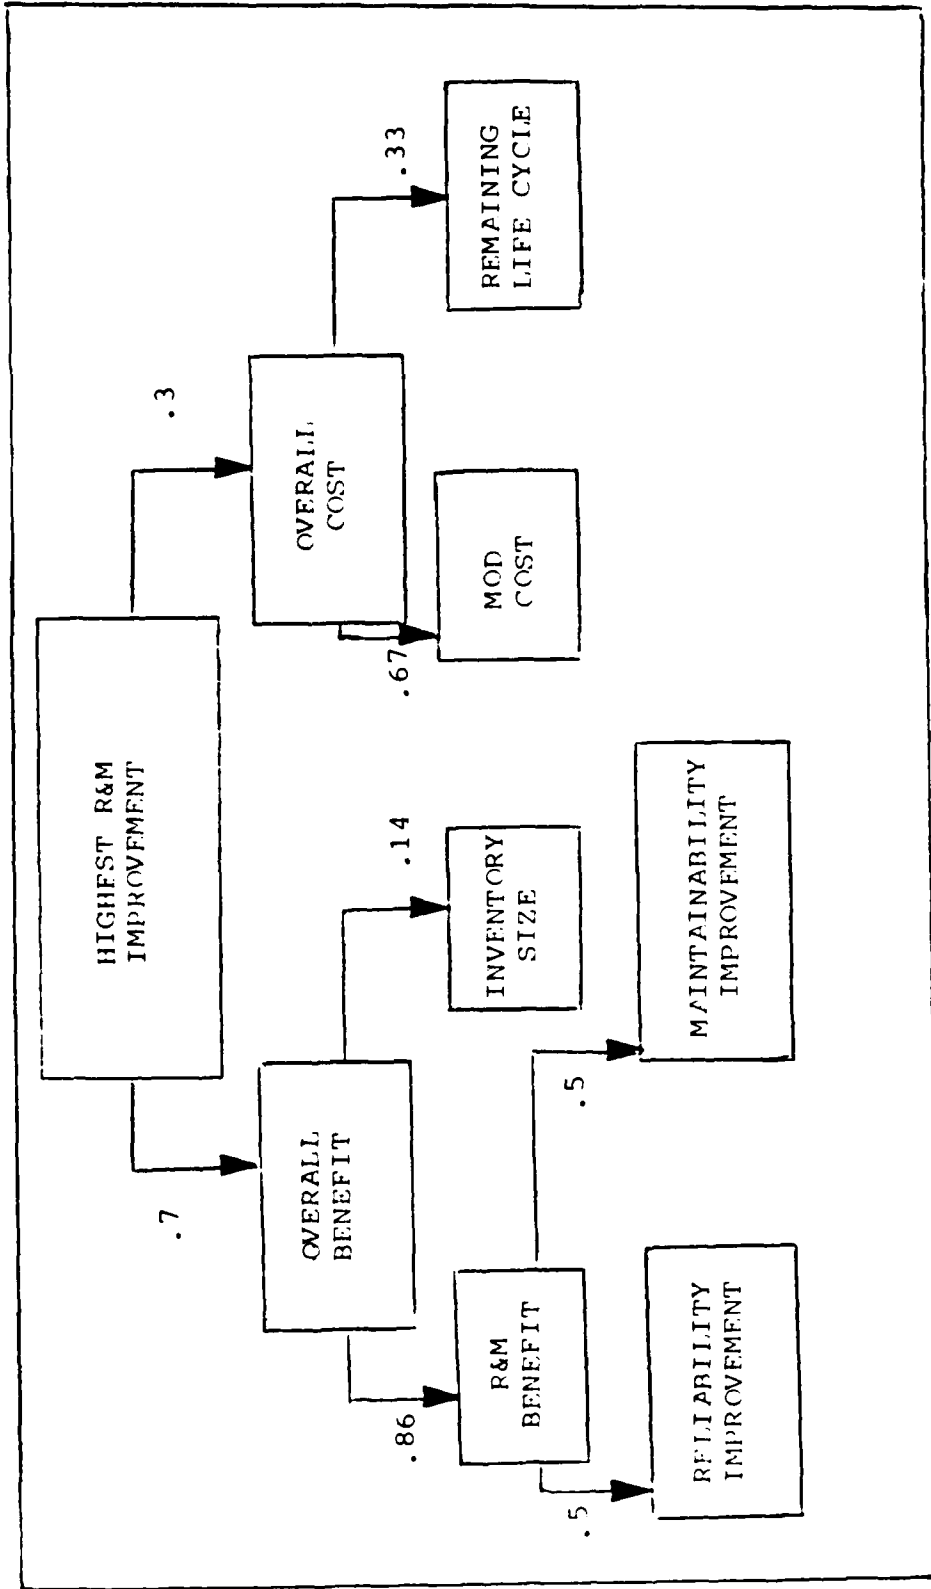 HIGHEST R&M
IMPROVEMENT
.7
.3
OVERALL
BENEFIT
OVERALL
COST
.86
.14
.67
.33
R&M
BENEFIT
INVENTORY
SIZE
MOD
COST
REMAINING
LIFE CYCLE
.5
.5
RELIABILITY
IMPROVEMENT
MAINTAINABILITY
IMPROVEMENT